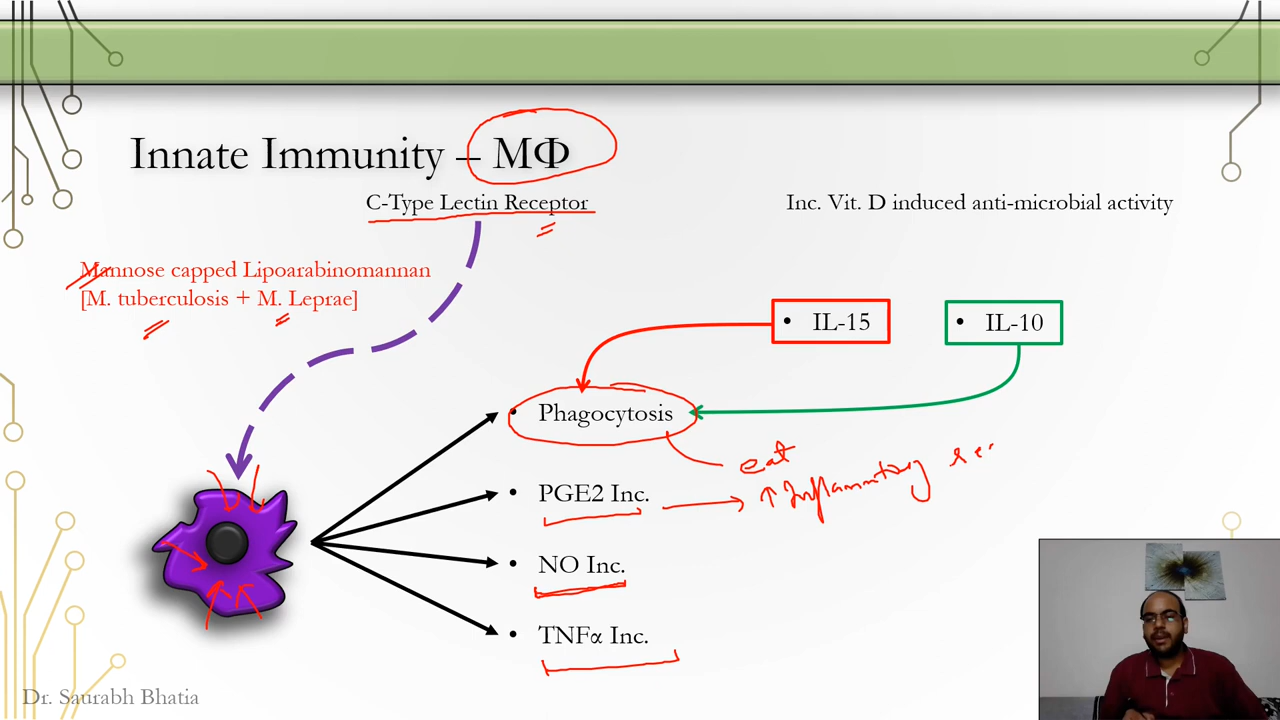 Innate Immunity – MΦ
C-Type Lectin Receptor
Inc. Vit. D induced anti-microbial activity
Mannose capped Lipoarabinomannan
[M. tuberculosis + M. Leprae]
• IL-15
• IL-10
• Phagocytosis
eat
• PGE2 Inc.
↑ Inflammatory
• NO Inc.
• TNFα Inc.
Dr. Saurabh Bhatia